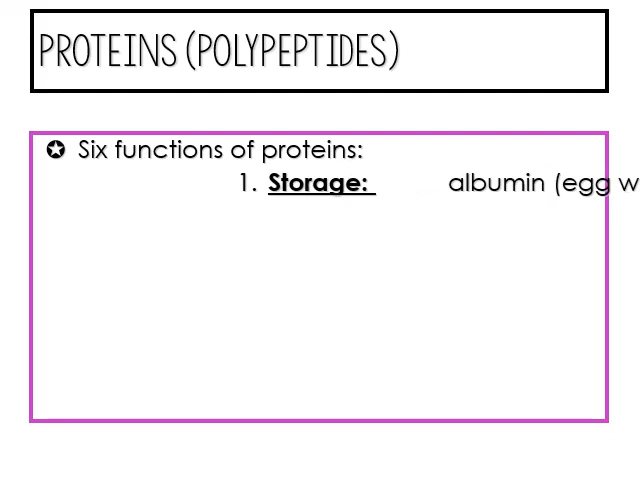 PROTEINS (POLYPEPTIDES)
✪ Six functions of proteins:
1. Storage: albumin (egg w